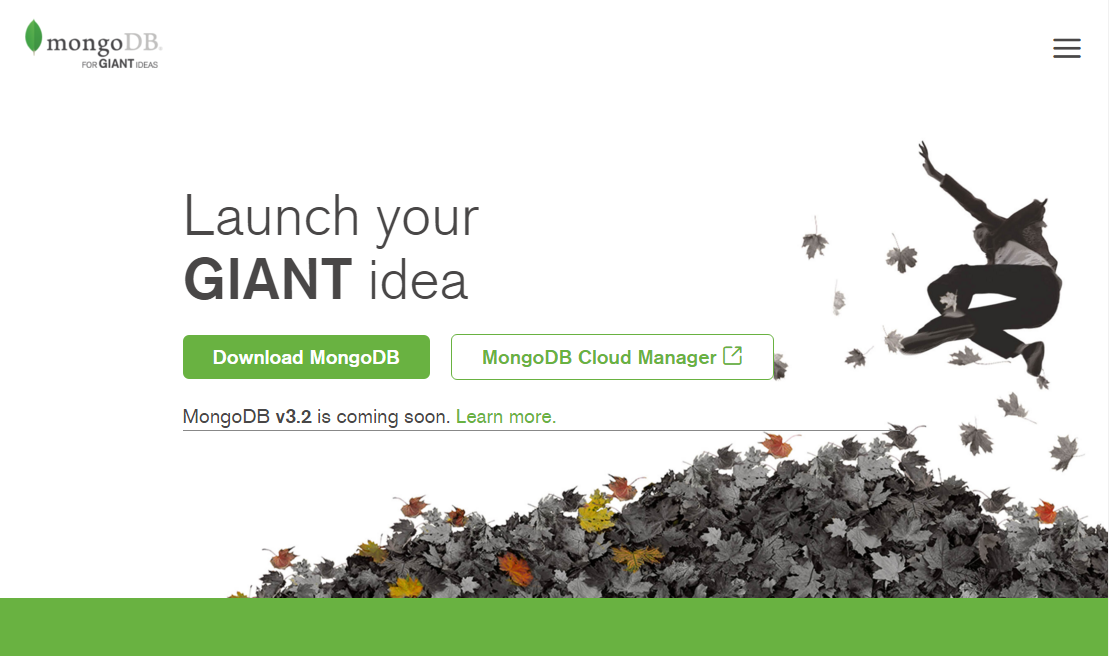 mongoDB.
FOR GIANT IDEAS
Launch your
GIANT idea
Download MongoDB
MongoDB Cloud Manager
MongoDB v3.2 is coming soon. Learn more.